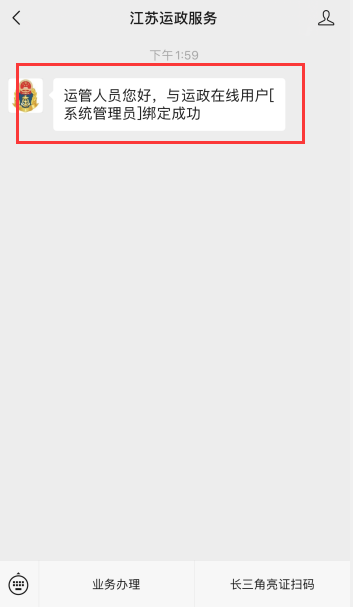 江苏运政服务
下午1:59
运管人员您好，与运政在线用户[
系统管理员]绑定成功
业务办理
长三角亮证扫码